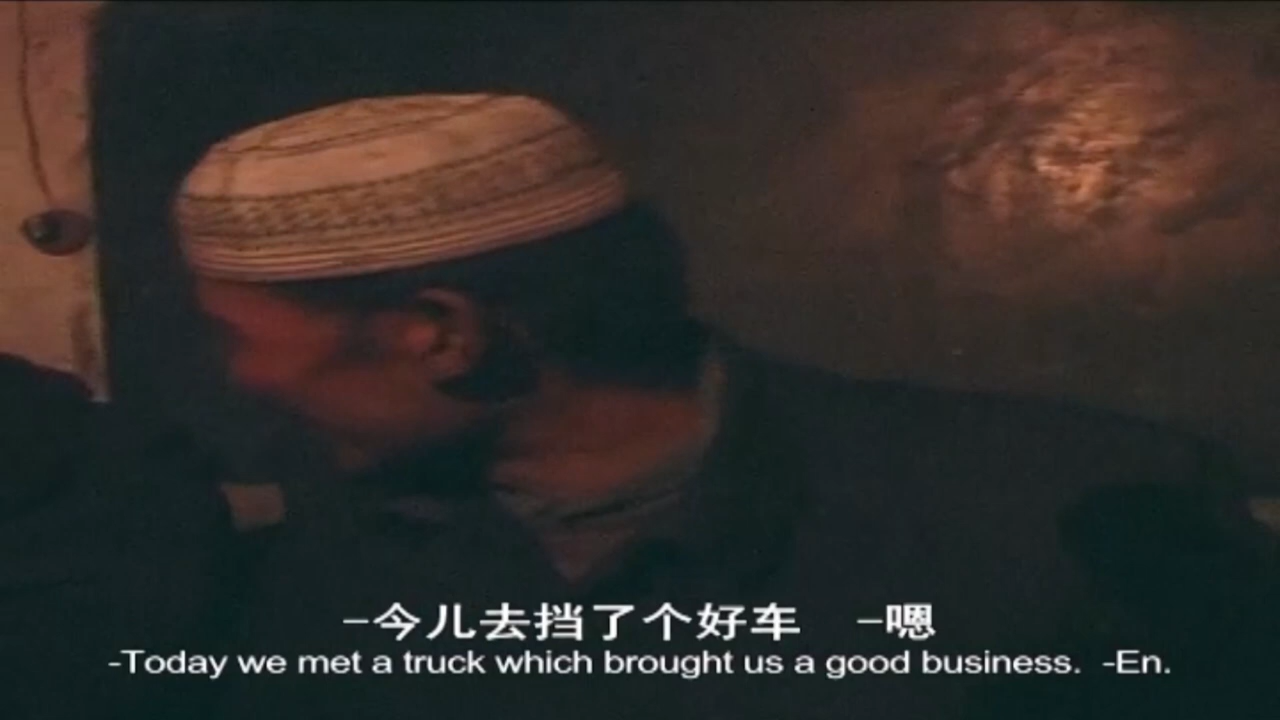 -今儿去挡了个好车 -嗯
-Today we met a truck which brought us a good business. -En.